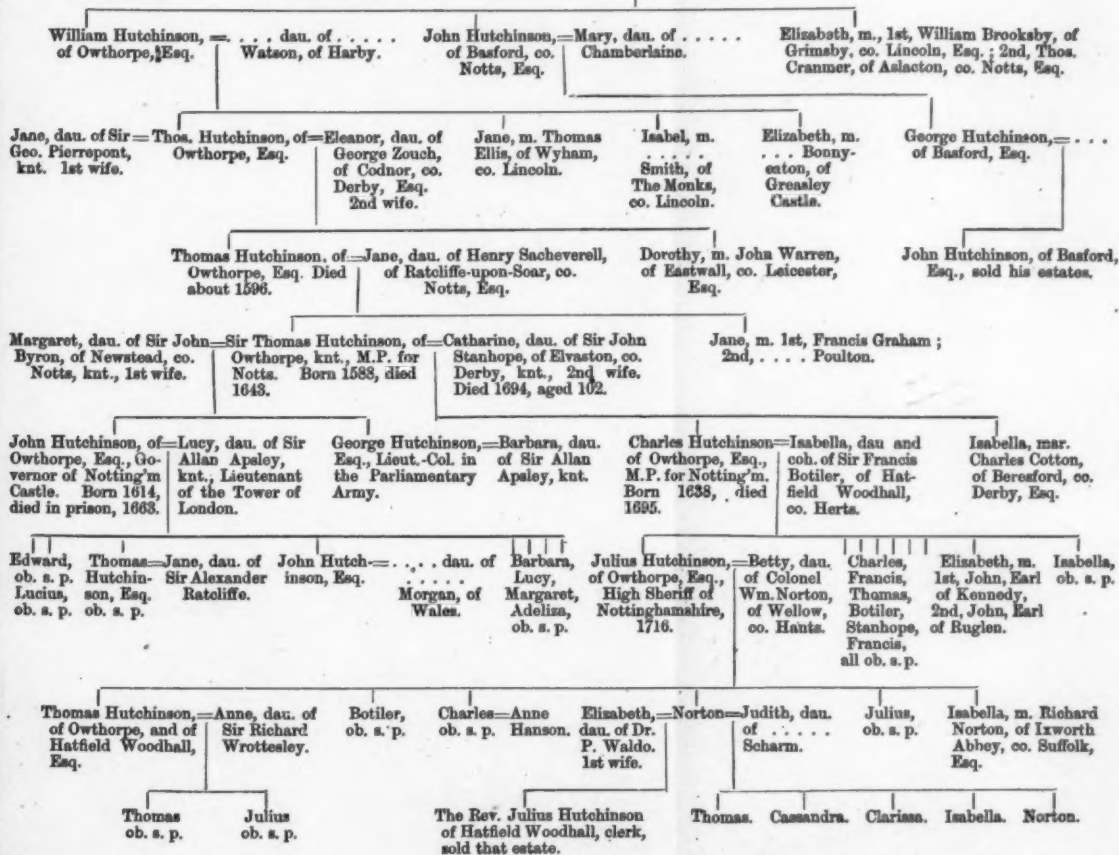 William Hutchinson,=. . . . dau. of . . . . .
of Owthorpe, Esq. Watson, of Harby.
John Hutchinson,=Mary, dau. of . . . . .
of Basford, co. Chamberlaine.
Notts, Esq.
Elizabeth, m., 1st, William Brooksby, of
Grimsby, co. Lincoln, Esq. ; 2nd, Thos.
Cranmer, of Aslacton, co. Notts, Esq.
Jane, dau. of Sir
Geo. Pierrepont,
knt. 1st wife.
=Thos. Hutchinson, of=
Owthorpe, Esq.
Eleanor, dau. of
George Zouch,
of Codnor, co.
Derby, Esq.
2nd wife.
Jane, m. Thomas
Ellis, of Wyham,
co. Lincoln.
Isabel, m.
. . . . .
Smith, of
The Monks,
co. Lincoln.
Elizabeth, m.
. . . Bonny-
eaton, of
Greasley
Castle.
George Hutchinson,= . . .
of Basford, Esq.
Thomas Hutchinson, of=
Owthorpe, Esq. Died
about 1596.
Jane, dau. of Henry Sacheverell,
of Ratcliffe-upon-Soar, co.
Notts, Esq.
Dorothy, m. John Warren,
of Eastwall, co. Leicester,
Esq.
John Hutchinson, of Basford,
Esq., sold his estates.
Margaret, dau. of Sir John=
Byron, of Newstead, co.
Notts, knt., 1st wife.
Sir Thomas Hutchinson, of=
Owthorpe, knt., M.P. for
Notts. Born 1588, died
1643.
Catharine, dau. of Sir John
Stanhope, of Elvaston, co.
Derby, knt., 2nd wife.
Died 1694, aged 102.
Jane, m. 1st, Francis Graham ;
2nd, . . . . Poulton.
John Hutchinson, of=
Owthorpe, Esq., Go-
vernor of Notting'm
Castle. Born 1614,
died in prison, 1663.
Lucy, dau. of Sir
Allan Apsley,
knt., Lieutenant
of the Tower of
London.
George Hutchinson,=
Esq., Lieut.-Col. in
the Parliamentary
Army.
Barbara, dau.
of Sir Allan
Apsley, knt.
Charles Hutchinson=
of Owthorpe, Esq.,
M.P. for Notting'm.
Born 1638, died
1695.
Isabella, dau and
coh. of Sir Francis
Botiler, of Hat-
field Woodhall,
co. Herts.
Isabella, mar.
Charles Cotton,
of Beresford, co.
Derby, Esq.
Edward,
ob. s. p.
Lucius,
ob. s. p.
Thomas=
Hutchin-
son, Esq.
ob. s. p.
Jane, dau. of
Sir Alexander
Ratcliffe.
John Hutch-=
inson, Esq.
. . . . dau. of
. . . . .
Morgan, of
Wales.
Barbara,
Lucy,
Margaret,
Adeliza,
ob. s. p.
Julius Hutchinson,=
of Owthorpe, Esq.,
High Sheriff of
Nottinghamshire,
1716.
Betty, dau.
of Colonel
Wm. Norton,
of Wellow,
co. Hants.
Charles,
Francis,
Thomas,
Botiler,
Stanhope,
Francis,
all ob. s. p.
Elizabeth, m.
1st, John, Earl
of Kennedy,
2nd, John, Earl
of Ruglen.
Isabella,
ob. s. p.
Thomas Hutchinson,=
of Owthorpe, and of
Hatfield Woodhall,
Esq.
Anne, dau. of
Sir Richard
Wrottesley.
Botiler,
ob. s. p.
Charles=
ob. s. p.
Anne
Hanson.
Elizabeth,=
dau. of Dr.
P. Waldo.
1st wife.
Norton=
Judith, dau.
of . . . . .
Scharm.
Julius,
ob. s. p.
Isabella, m. Richard
Norton, of Ixworth
Abbey, co. Suffolk,
Esq.
Thomas
ob. s. p.
Julius
ob. s. p.
The Rev. Julius Hutchinson
of Hatfield Woodhall, clerk,
sold that estate.
Thomas. Cassandra. Clarissa. Isabella. Norton.